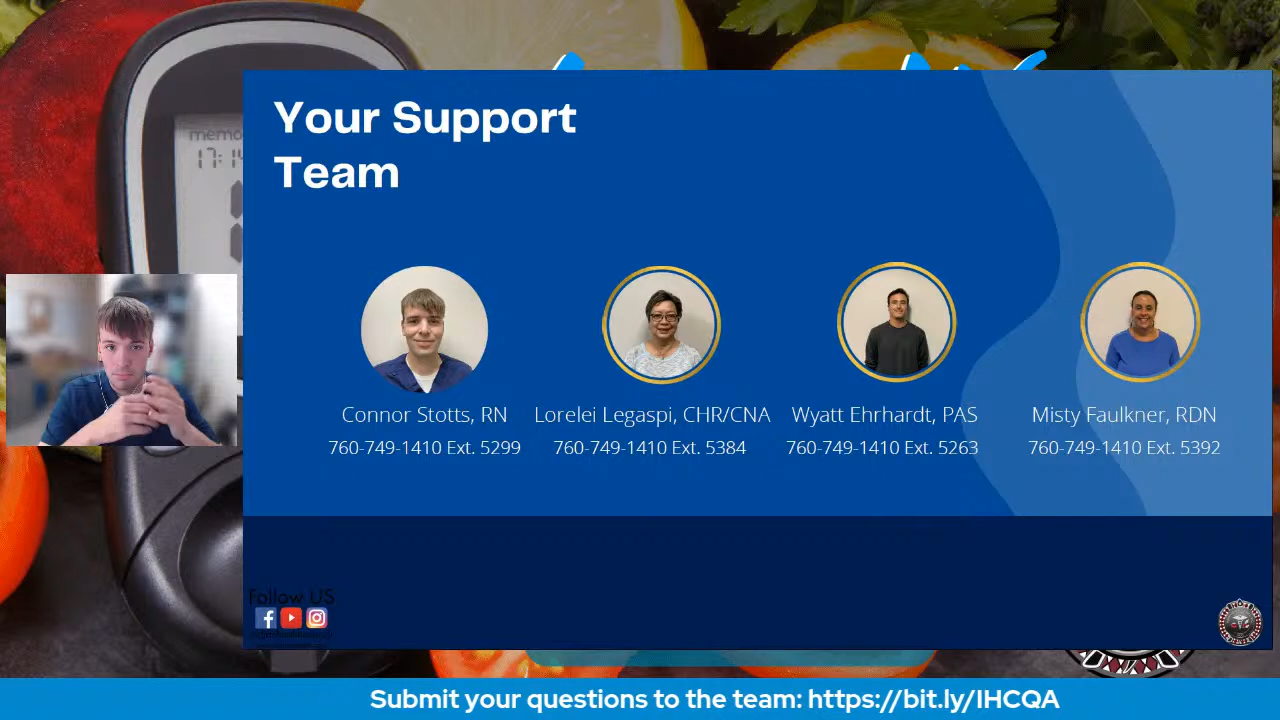 Your Support
Team
Connor Stotts, RN
760-749-1410 Ext. 5299
Lorelei Legaspi, CHR/CNA
760-749-1410 Ext. 5384
Wyatt Ehrhardt, PAS
760-749-1410 Ext. 5263
Misty Faulkner, RDN
760-749-1410 Ext. 5392
Follow US
Submit your questions to the team: https://bit.ly/IHCQA